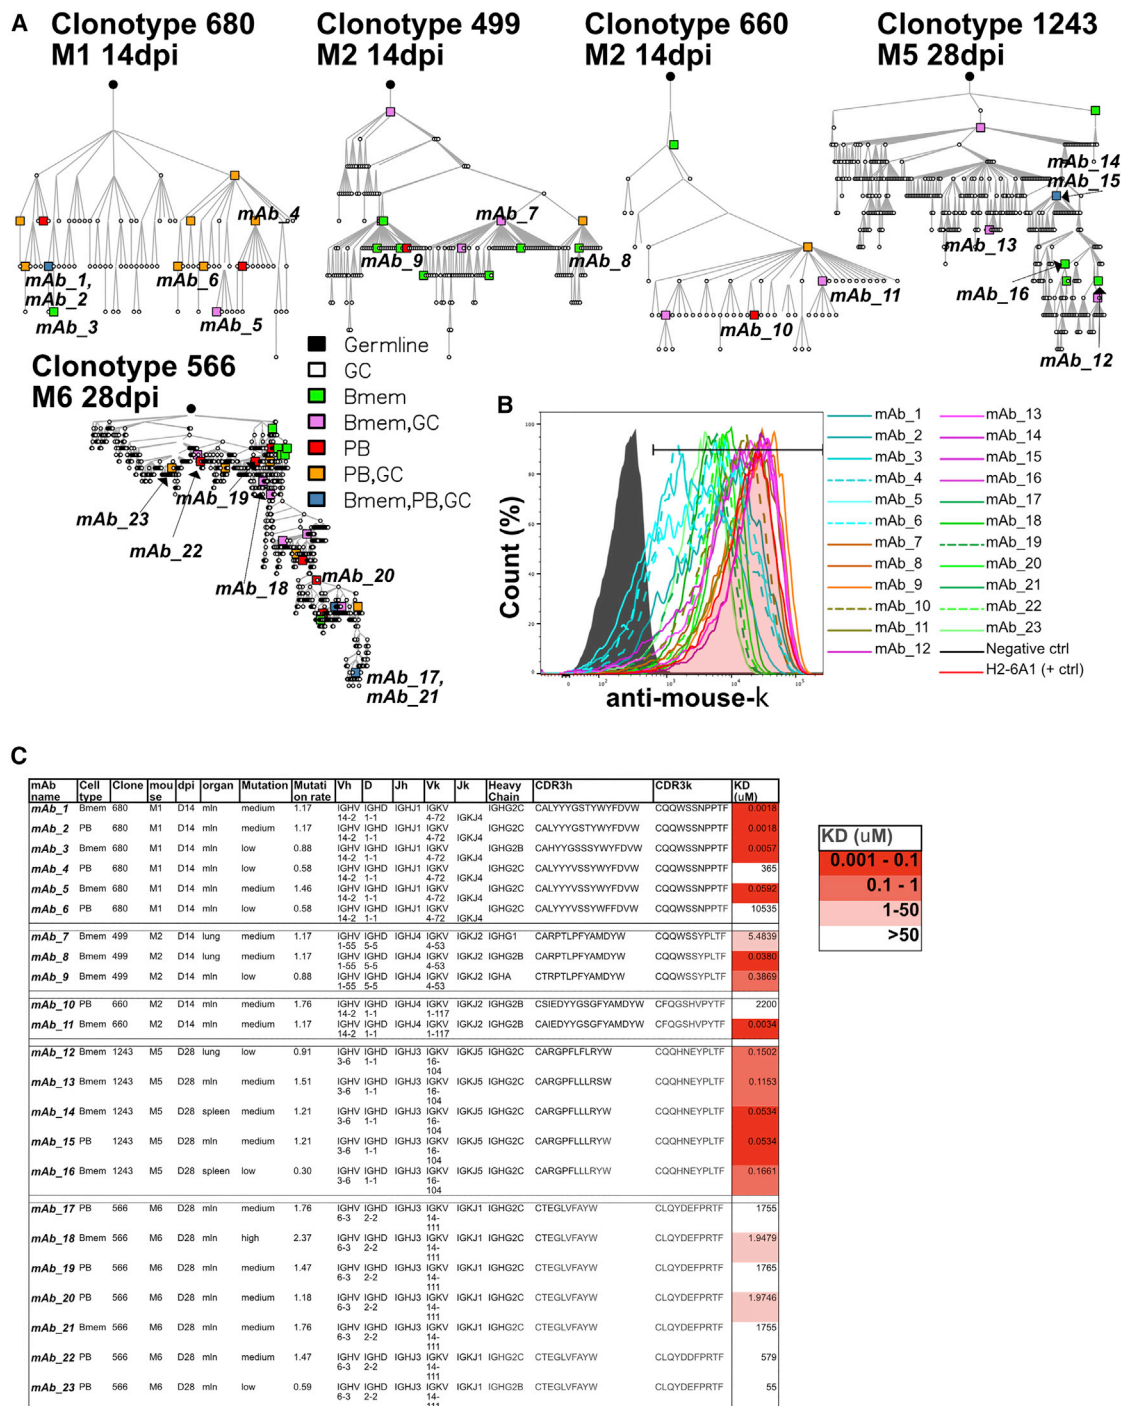 A
Clonotype 680
M1 14dpi
Clonotype 499
M2 14dpi
Clonotype 660
M2 14dpi
Clonotype 1243
M5 28dpi
mAb_1,
mAb_2
mAb_3
mAb_4
mAb_6
mAb_5
mAb_7
mAb_9
mAb_8
mAb_11
mAb_10
mAb_14
mAb_15
mAb_13
mAb_16
mAb_12
Clonotype 566
M6 28dpi
mAb_19
mAb_23
mAb_22
mAb_18
mAb_20
mAb_17,
mAb_21
Germline
GC
Bmem
Bmem,GC
PB
PB,GC
Bmem,PB,GC
B
Count (%)
100
80
60
40
20
0
0 10² 10³ 10⁴ 10⁵
anti-mouse-k
mAb_1
mAb_2
mAb_3
mAb_4
mAb_5
mAb_6
mAb_7
mAb_8
mAb_9
mAb_10
mAb_11
mAb_12
mAb_13
mAb_14
mAb_15
mAb_16
mAb_17
mAb_18
mAb_19
mAb_20
mAb_21
mAb_22
mAb_23
Negative ctrl
H2-6A1 (+ ctrl)
C
mAb Cell Clone mou dpi organ Mutation Mutati Vh D Jh Vk Jk Heavy CDR3h CDR3k KD
name type se on rate Chain (uM)
mAb_1 Bmem 680 M1 D14 mln medium 1.17 IGHV IGHD IGHJ1 IGKV IGHG2C CALYYYGSTYWYFDVW CQQWSSNPPTF 0.0018
14-2 1-1 4-72 IGKJ4
mAb_2 PB 680 M1 D14 mln medium 1.17 IGHV IGHD IGHJ1 IGKV IGHG2C CALYYYGSTYWYFDVW CQQWSSNPPTF 0.0018
14-2 1-1 4-72 IGKJ4
mAb_3 Bmem 680 M1 D14 mln low 0.88 IGHV IGHD IGHJ1 IGKV IGHG2B CAHYYGSSSYWYFDVW CQQWSSNPPTF 0.0057
14-2 1-1 4-72 IGKJ4
mAb_4 PB 680 M1 D14 mln low 0.58 IGHV IGHD IGHJ1 IGKV IGHG2C CALYYYVSSYWYFDVW CQQWSSNPPTF 365
14-2 1-1 4-72 IGKJ4
mAb_5 Bmem 680 M1 D14 mln medium 1.46 IGHV IGHD IGHJ1 IGKV IGHG2C CALYYYVSSYWYFDVW CQQWSSNPPTF 0.0592
14-2 1-1 4-72 IGKJ4
mAb_6 PB 680 M1 D14 mln low 0.58 IGHV IGHD IGHJ1 IGKV IGHG2C CALYYYVSSYWFFDVW CQQWSSNPPTF 10535
14-2 1-1 4-72 IGKJ4
mAb_7 Bmem 499 M2 D14 lung medium 1.17 IGHV IGHD IGHJ4 IGKV IGKJ2 IGHG1 CARPTLPFYAMDYW CQQWSSYPLTF 5.4839
1-55 5-5 4-53
mAb_8 Bmem 499 M2 D14 lung medium 1.17 IGHV IGHD IGHJ4 IGKV IGKJ2 IGHG2B CARPTLPFYAMDYW CQQWSSYPLTF 0.0380
1-55 5-5 4-53
mAb_9 Bmem 499 M2 D14 mln low 0.88 IGHV IGHD IGHJ4 IGKV IGKJ2 IGHA CTRPTLPFYAMDYW CQQWSSYPLTF 0.3869
1-55 5-5 4-53
mAb_10 PB 660 M2 D14 mln medium 1.76 IGHV IGHD IGHJ4 IGKV IGKJ2 IGHG2B CSIEDYYGSGFYAMDYW CFQGSHVPYTF 2200
14-2 1-1 1-117
mAb_11 Bmem 660 M2 D14 mln medium 1.17 IGHV IGHD IGHJ4 IGKV IGKJ2 IGHG2B CAIEDYYGSGFYAMDYW CFQGSHVPYTF 0.0034
14-2 1-1 1-117
mAb_12 Bmem 1243 M5 D28 lung low 0.91 IGHV IGHD IGHJ3 IGKV IGKJ5 IGHG2C CARGPFLFLRYW CQQHNEYPLTF 0.1502
3-6 1-1 16-
104
mAb_13 Bmem 1243 M5 D28 mln medium 1.51 IGHV IGHD IGHJ3 IGKV IGKJ5 IGHG2C CARGPFLLLRSW CQQHNEYPLTF 0.1153
3-6 1-1 16-
104
mAb_14 Bmem 1243 M5 D28 spleen medium 1.21 IGHV IGHD IGHJ3 IGKV IGKJ5 IGHG2C CARGPFLLLRYW CQQHNEYPLTF 0.0534
3-6 1-1 16-
104
mAb_15 PB 1243 M5 D28 mln medium 1.21 IGHV IGHD IGHJ3 IGKV IGKJ5 IGHG2C CARGPFLLLRYW CQQHNEYPLTF 0.0534
3-6 1-1 16-
104
mAb_16 Bmem 1243 M5 D28 spleen low 0.30 IGHV IGHD IGHJ3 IGKV IGKJ5 IGHG2C CARGPFLLLRYW CQQHNEYPLTF 0.1661
3-6 1-1 16-
104
mAb_17 PB 566 M6 D28 mln medium 1.76 IGHV IGHD IGHJ3 IGKV IGKJ1 IGHG2C CTEGLVFAYW CLQYDEFPRTF 1755
6-3 2-2 14-
111
mAb_18 Bmem 566 M6 D28 mln high 2.37 IGHV IGHD IGHJ3 IGKV IGKJ1 IGHG2C CTEGLVFAYW CLQYDEFPRTF 1.9479
6-3 2-2 14-
111
mAb_19 PB 566 M6 D28 mln medium 1.47 IGHV IGHD IGHJ3 IGKV IGKJ1 IGHG2C CTEGLVFAYW CLQYDEFPRTF 1765
6-3 2-2 14-
111
mAb_20 PB 566 M6 D28 mln medium 1.18 IGHV IGHD IGHJ3 IGKV IGKJ1 IGHG2C CTEGLVFAYW CLQYDEFPRTF 1.9746
6-3 2-2 14-
111
mAb_21 Bmem 566 M6 D28 mln medium 1.76 IGHV IGHD IGHJ3 IGKV IGKJ1 IGHG2C CTEGLVFAYW CLQYDEFPRTF 1755
6-3 2-2 14-
111
mAb_22 PB 566 M6 D28 mln medium 1.47 IGHV IGHD IGHJ3 IGKV IGKJ1 IGHG2C CTEGLVFAYW CLQYDDFPRTF 579
6-3 2-2 14-
111
mAb_23 PB 566 M6 D28 mln low 0.59 IGHV IGHD IGHJ3 IGKV IGKJ1 IGHG2B CTEGLVFAYW CLQYDEFPRTF 55
6-3 2-2 14-
111
KD (uM)
0.001 - 0.1
0.1 - 1
1-50
>50